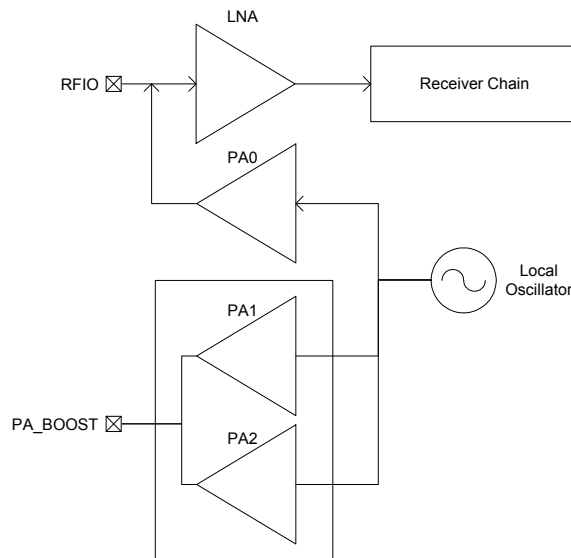 LNA
RFIO
Receiver Chain
PA0
Local
Oscillator
PA1
PA_BOOST
PA2